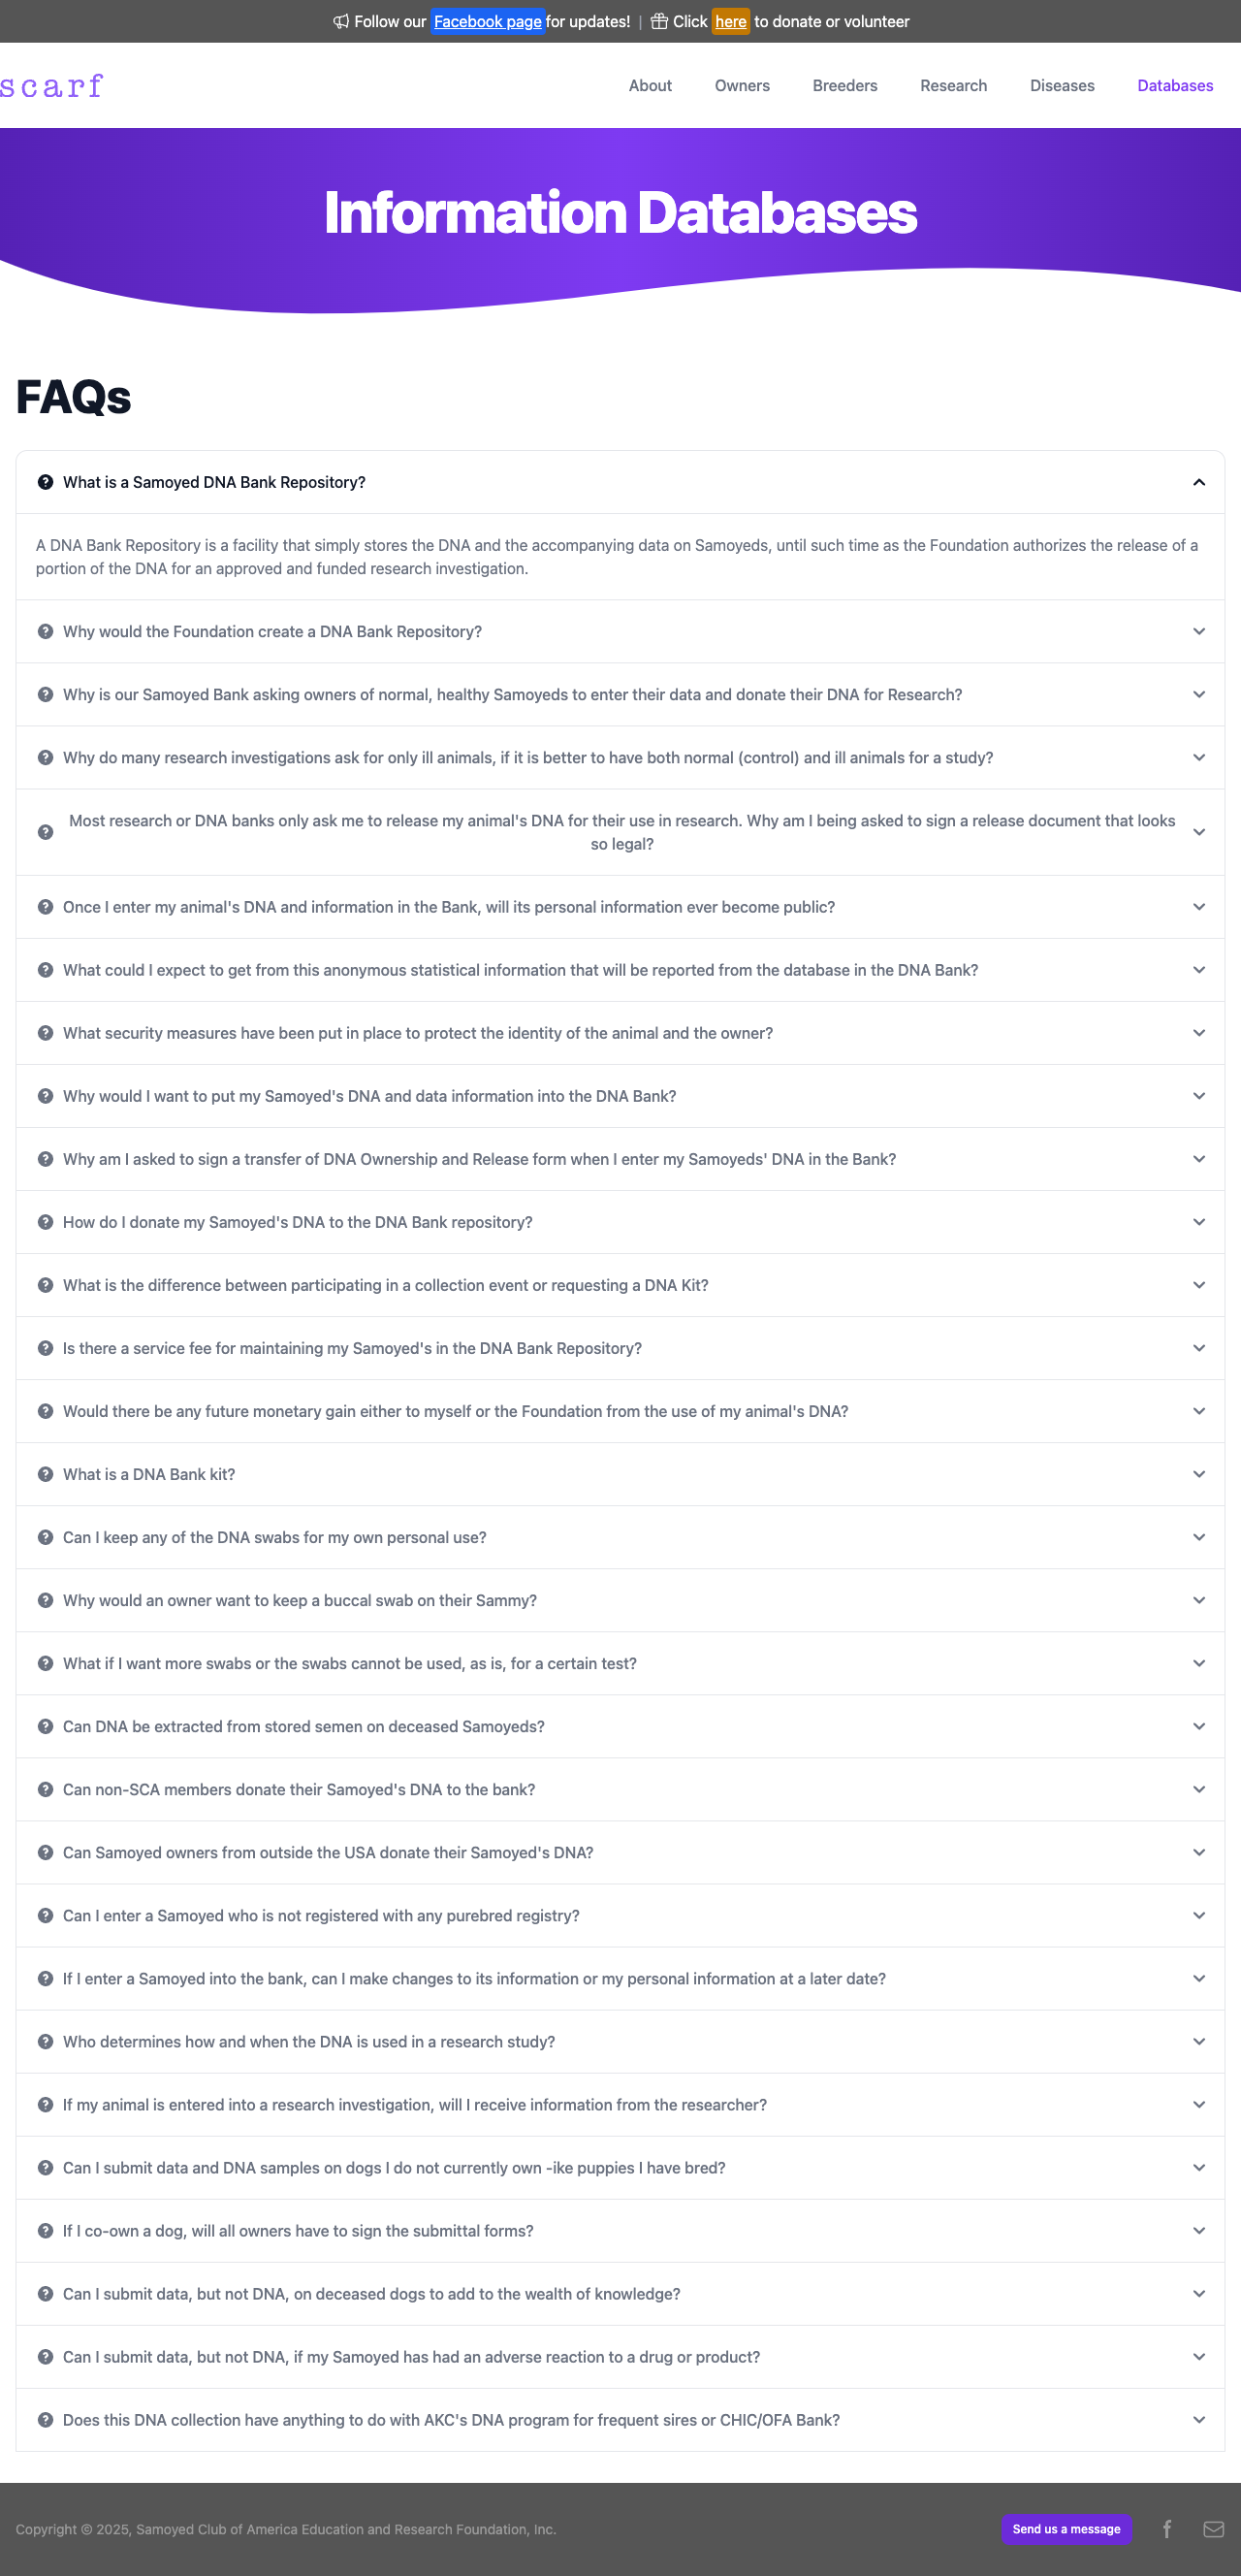 Follow our Facebook page for updates! | Click here to donate or volunteer
scarf
About Owners Breeders Research Diseases Databases
Information Databases
FAQs
What is a Samoyed DNA Bank Repository?
A DNA Bank Repository is a facility that simply stores the DNA and the accompanying data on Samoyeds, until such time as the Foundation authorizes the release of a
portion of the DNA for an approved and funded research investigation.
Why would the Foundation create a DNA Bank Repository?
Why is our Samoyed Bank asking owners of normal, healthy Samoyeds to enter their data and donate their DNA for Research?
Why do many research investigations ask for only ill animals, if it is better to have both normal (control) and ill animals for a study?
Most research or DNA banks only ask me to release my animal's DNA for their use in research. Why am I being asked to sign a release document that looks
so legal?
Once I enter my animal's DNA and information in the Bank, will its personal information ever become public?
What could I expect to get from this anonymous statistical information that will be reported from the database in the DNA Bank?
What security measures have been put in place to protect the identity of the animal and the owner?
Why would I want to put my Samoyed's DNA and data information into the DNA Bank?
Why am I asked to sign a transfer of DNA Ownership and Release form when I enter my Samoyeds' DNA in the Bank?
How do I donate my Samoyed's DNA to the DNA Bank repository?
What is the difference between participating in a collection event or requesting a DNA Kit?
Is there a service fee for maintaining my Samoyed's in the DNA Bank Repository?
Would there be any future monetary gain either to myself or the Foundation from the use of my animal's DNA?
What is a DNA Bank kit?
Can I keep any of the DNA swabs for my own personal use?
Why would an owner want to keep a buccal swab on their Sammy?
What if I want more swabs or the swabs cannot be used, as is, for a certain test?
Can DNA be extracted from stored semen on deceased Samoyeds?
Can non-SCA members donate their Samoyed's DNA to the bank?
Can Samoyed owners from outside the USA donate their Samoyed's DNA?
Can I enter a Samoyed who is not registered with any purebred registry?
If I enter a Samoyed into the bank, can I make changes to its information or my personal information at a later date?
Who determines how and when the DNA is used in a research study?
If my animal is entered into a research investigation, will I receive information from the researcher?
Can I submit data and DNA samples on dogs I do not currently own -ike puppies I have bred?
If I co-own a dog, will all owners have to sign the submittal forms?
Can I submit data, but not DNA, on deceased dogs to add to the wealth of knowledge?
Can I submit data, but not DNA, if my Samoyed has had an adverse reaction to a drug or product?
Does this DNA collection have anything to do with AKC's DNA program for frequent sires or CHIC/OFA Bank?
Copyright © 2025, Samoyed Club of America Education and Research Foundation, Inc. Send us a message